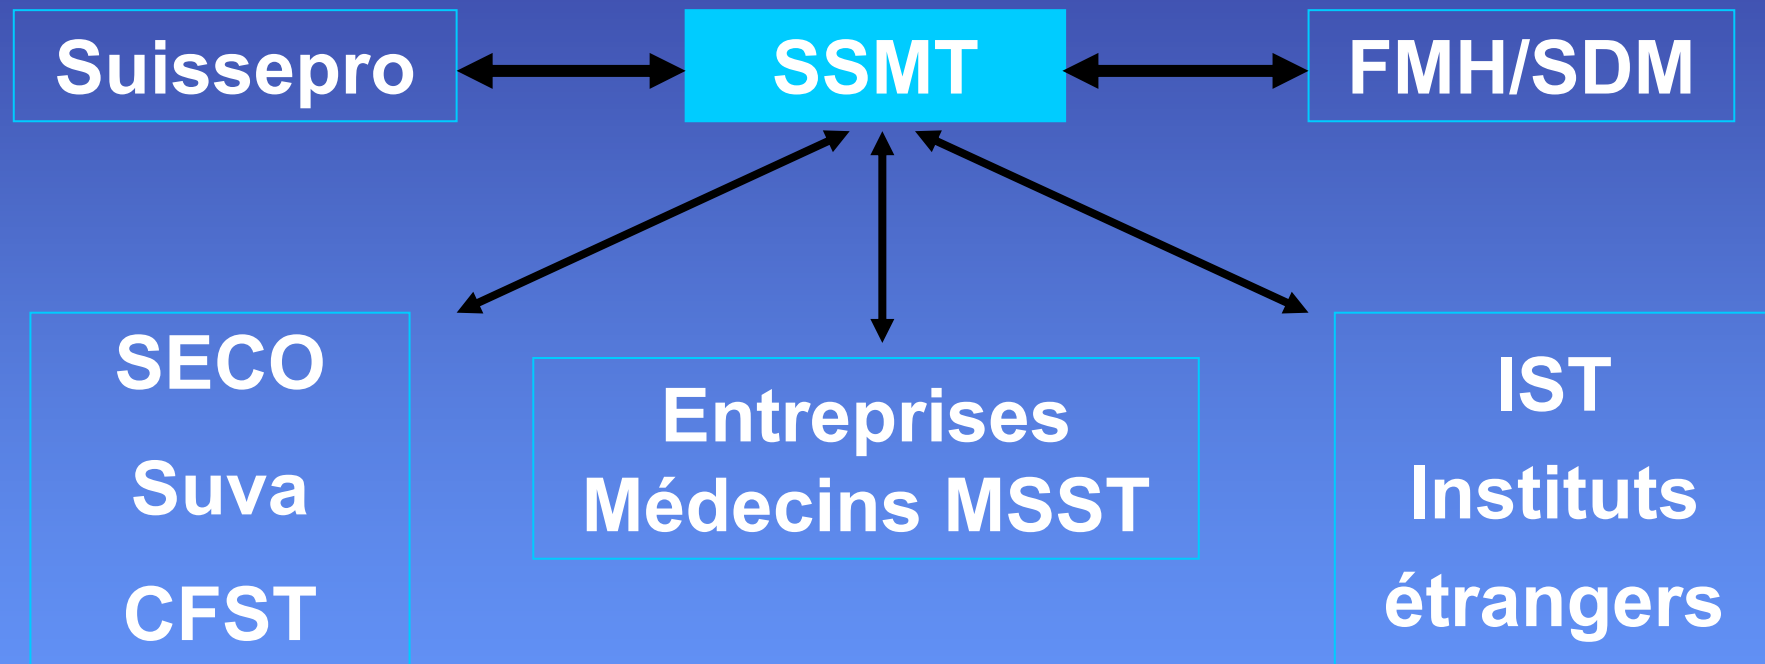 Suissepro
SSMT
FMH/SDM
SECO
Suva
CFST
Entreprises
Médecins MSST
IST
Instituts
étrangers